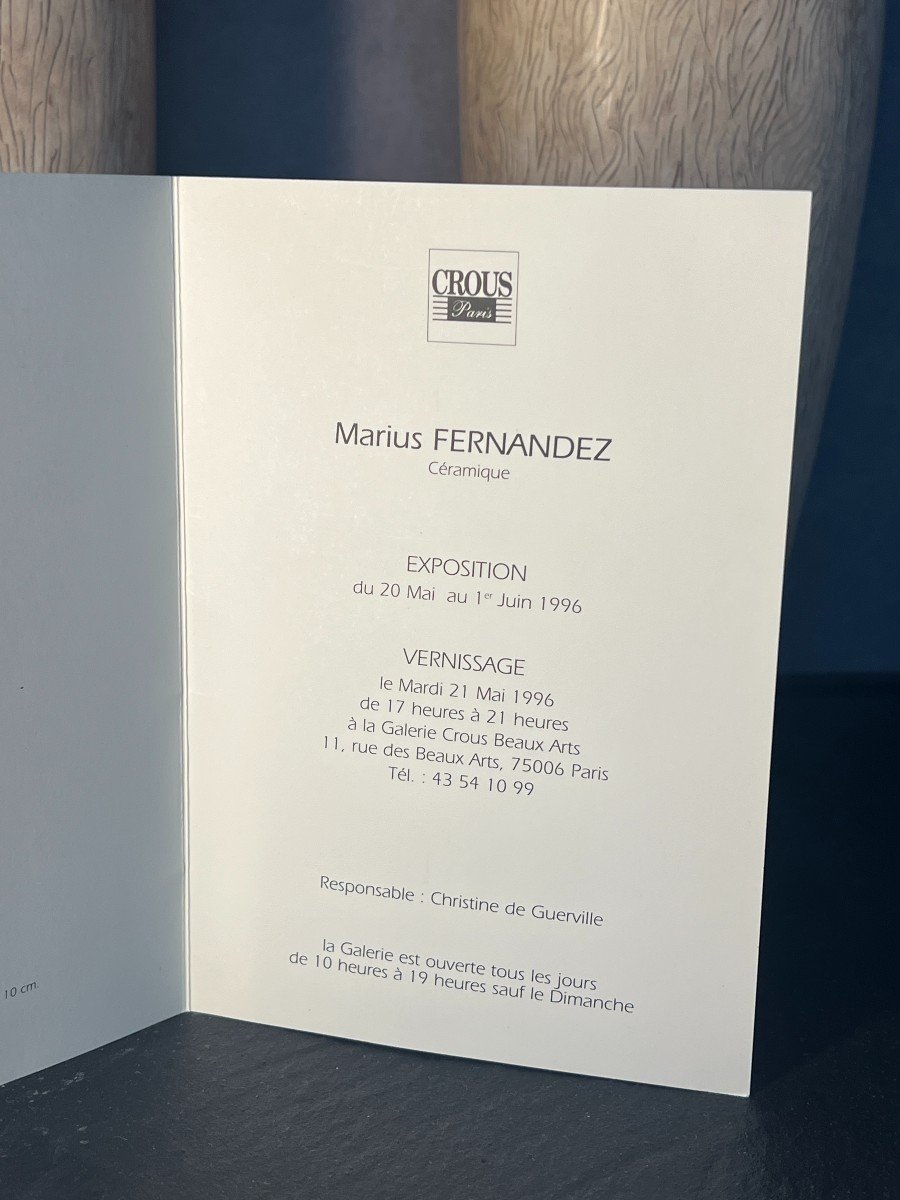 CROUS
Paris
Marius FERNANDEZ
Céramique
EXPOSITION
du 20 Mai au 1er Juin 1996
VERNISSAGE
le Mardi 21 Mai 1996
de 17 heures à 21 heures
à la Galerie Crous Beaux Arts
11, rue des Beaux Arts, 75006 Paris
Tél. : 43 54 10 99
Responsable : Christine de Guerville
la Galerie est ouverte tous les jours
de 10 heures à 19 heures sauf le Dimanche
10 cm.